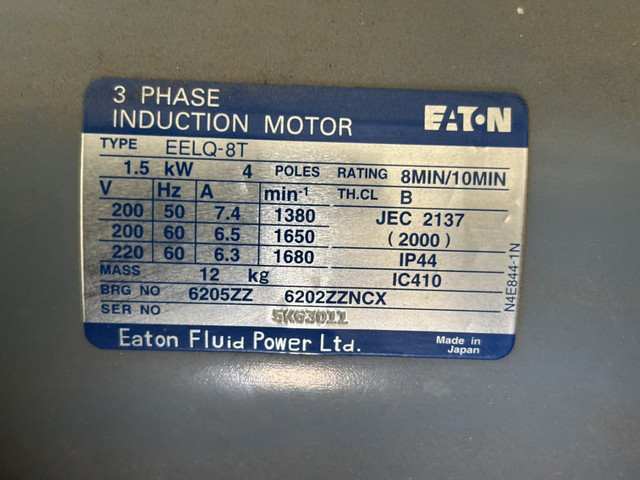 3 PHASE
INDUCTION MOTOR
EATON
TYPE EELQ-8T
1.5 kW 4 POLES RATING 8MIN/10MIN
V Hz A min-1 TH.CL B
200 50 7.4 1380 JEC 2137
200 60 6.5 1650 (2000)
220 60 6.3 1680 IP44
MASS 12 kg IC410
BRG NO 6205ZZ 6202ZZNCX
SER NO 5K63011
N4E844-1N
Eaton Fluid Power Ltd.
Made in
Japan